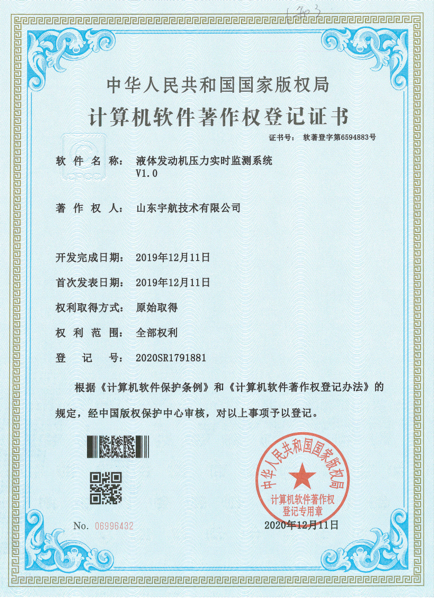 中华人民共和国国家版权局
计算机软件著作权登记证书
证书号： 软著登字第6594883号
软件名称： 液体发动机压力实时监测系统
V1.0
著作权人： 山东宇航技术有限公司
开发完成日期： 2019年12月11日
首次发表日期： 2019年12月11日
权利取得方式： 原始取得
权利范围： 全部权利
登记号： 2020SR1791881
根据《计算机软件保护条例》和《计算机软件著作权登记办法》的
规定，经中国版权保护中心审核，对以上事项予以登记。
中华人民共和国国家版权局
计算机软件著作权
登记专用章
No. 06996432
2020年12月11日